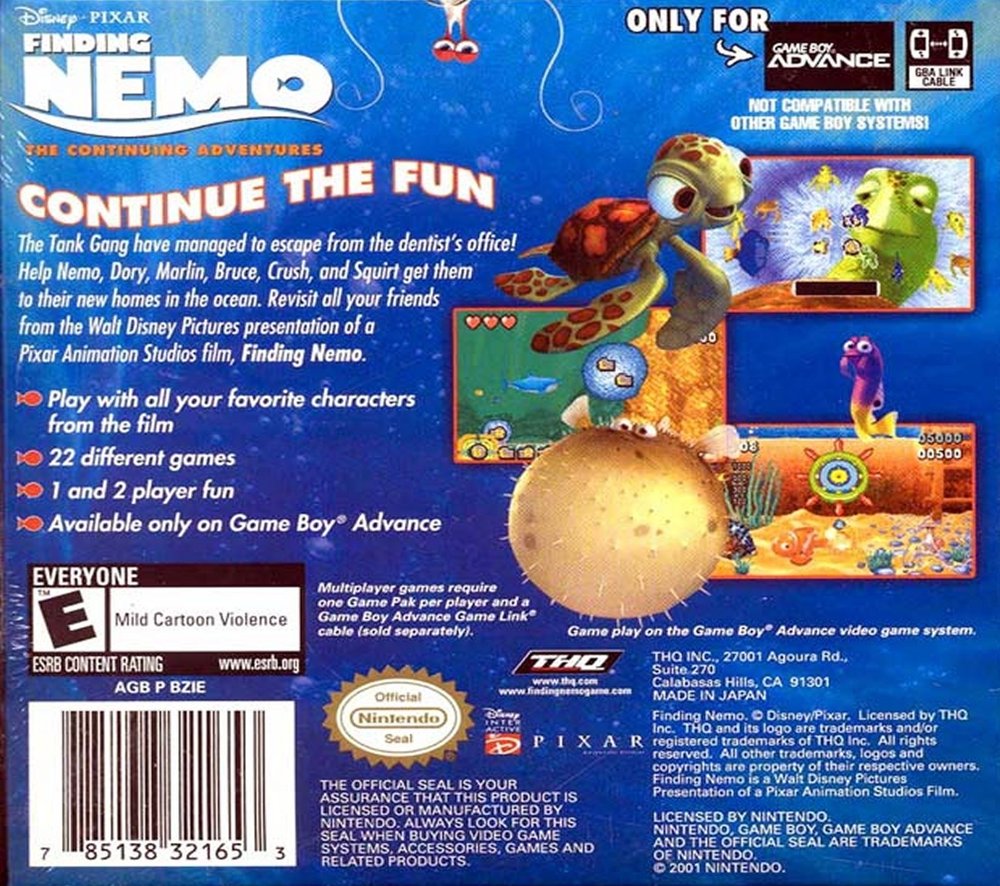 Disney • PIXAR
FINDING
NEMO
THE CONTINUING ADVENTURES
ONLY FOR
GAME BOY
ADVANCE
GBA LINK
CABLE
NOT COMPATIBLE WITH
OTHER GAME BOY SYSTEMS!
CONTINUE THE FUN
The Tank Gang have managed to escape from the dentist's office!
Help Nemo, Dory, Marlin, Bruce, Crush, and Squirt get them
to their new homes in the ocean. Revisit all your friends
from the Walt Disney Pictures presentation of a
Pixar Animation Studios film, Finding Nemo.
Play with all your favorite characters
from the film
22 different games
1 and 2 player fun
Available only on Game Boy® Advance
05000
00500
EVERYONE
TM
E
Mild Cartoon Violence
ESRB CONTENT RATING www.esrb.org
AGB P BZIE
7 85138 32165 3
Multiplayer games require
one Game Pak per player and a
Game Boy Advance Game Link®
cable (sold separately).
Game play on the Game Boy® Advance video game system.
Official
Nintendo
Seal
THE OFFICIAL SEAL IS YOUR
ASSURANCE THAT THIS PRODUCT IS
LICENSED OR MANUFACTURED BY
NINTENDO. ALWAYS LOOK FOR THIS
SEAL WHEN BUYING VIDEO GAME
SYSTEMS, ACCESSORIES, GAMES AND
RELATED PRODUCTS.
THQ
www.thq.com
www.findingnemogame.com
Disney
INTER
ACTIVE
PIXAR
THQ INC., 27001 Agoura Rd.,
Suite 270
Calabasas Hills, CA 91301
MADE IN JAPAN
Finding Nemo. © Disney/Pixar. Licensed by THQ
Inc. THQ and its logo are trademarks and/or
registered trademarks of THQ Inc. All rights
reserved. All other trademarks, logos and
copyrights are property of their respective owners.
Finding Nemo is a Walt Disney Pictures
Presentation of a Pixar Animation Studios Film.
LICENSED BY NINTENDO.
NINTENDO, GAME BOY, GAME BOY ADVANCE
AND THE OFFICIAL SEAL ARE TRADEMARKS
OF NINTENDO.
© 2001 NINTENDO.